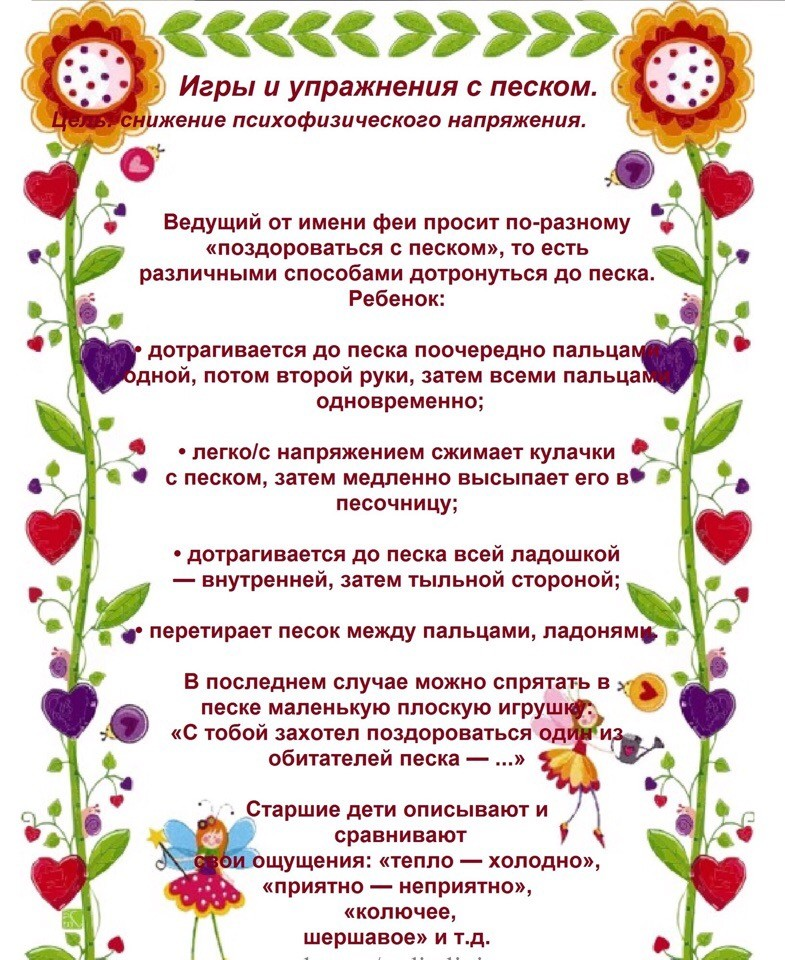 Игры и упражнения с песком.
Цель: снижение психофизического напряжения.
Ведущий от имени феи просит по-разному
«поздороваться с песком», то есть
различными способами дотронуться до песка.
Ребенок:
• дотрагивается до песка поочередно пальцами
одной, потом второй руки, затем всеми пальцами
одновременно;
• легко/с напряжением сжимает кулачки
с песком, затем медленно высыпает его в
песочницу;
• дотрагивается до песка всей ладошкой
— внутренней, затем тыльной стороной;
• перетирает песок между пальцами, ладонями.
В последнем случае можно спрятать в
песке маленькую плоскую игрушку:
«С тобой захотел поздороваться один из
обитателей песка — ...»
Старшие дети описывают и
сравнивают
свои ощущения: «тепло — холодно»,
«приятно — неприятно»,
«колючее,
шершавое» и т.д.